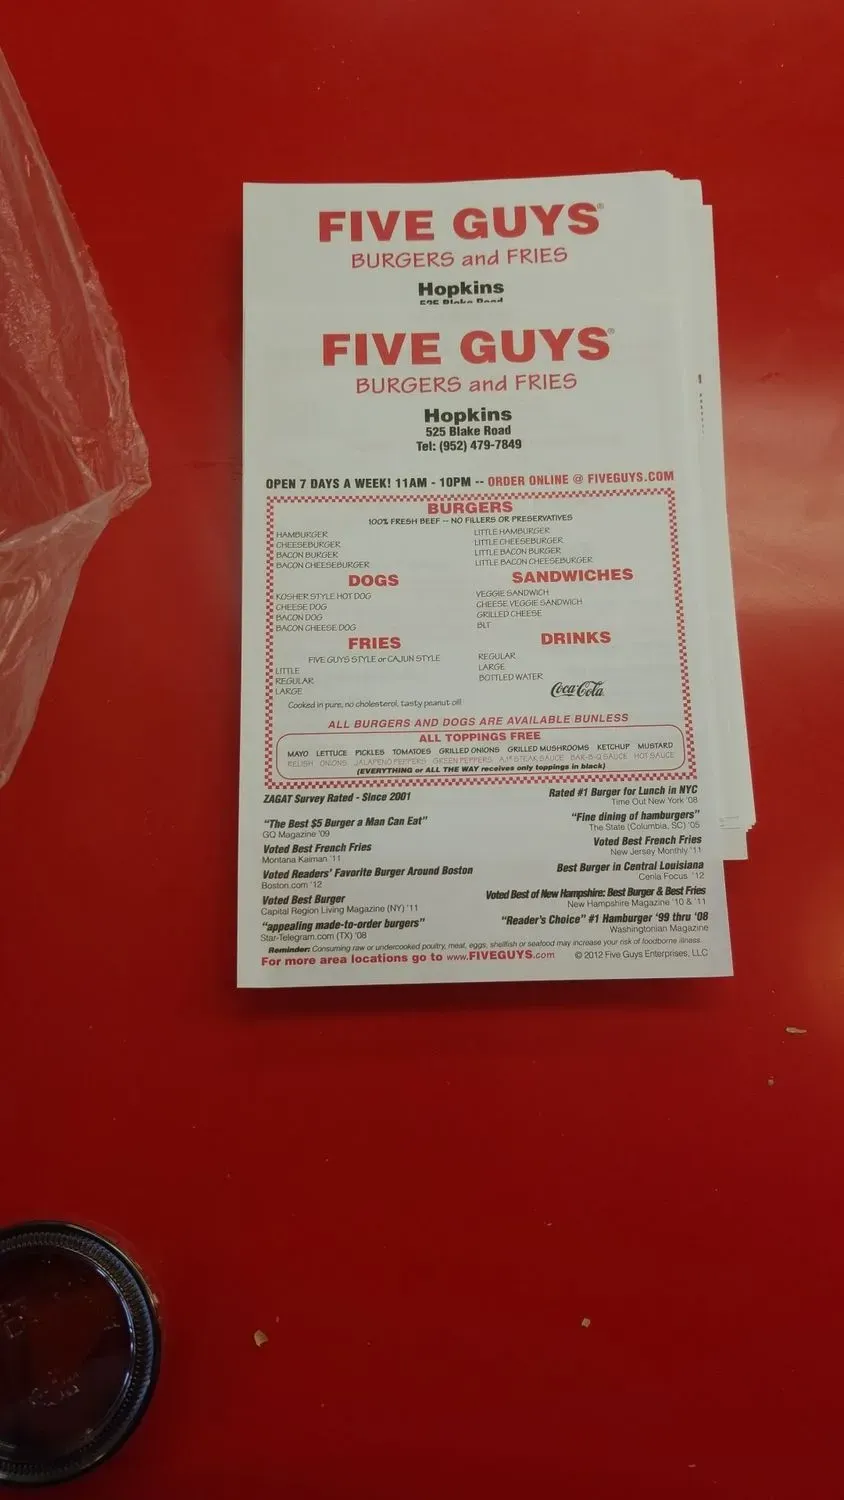 FIVE GUYS®
BURGERS and FRIES
Hopkins
525 Blake Road
FIVE GUYS®
BURGERS and FRIES
Hopkins
525 Blake Road
Tel: (952) 479-7849
OPEN 7 DAYS A WEEK! 11AM - 10PM -- ORDER ONLINE @ FIVEGUYS.COM
BURGERS
100% FRESH BEEF -- NO FILLERS OR PRESERVATIVES
HAMBURGER
CHEESEBURGER
BACON BURGER
BACON CHEESEBURGER
LITTLE HAMBURGER
LITTLE CHEESEBURGER
LITTLE BACON BURGER
LITTLE BACON CHEESEBURGER
DOGS
KOSHER STYLE HOT DOG
CHEESE DOG
BACON DOG
BACON CHEESE DOG
SANDWICHES
VEGGIE SANDWICH
CHEESE VEGGIE SANDWICH
GRILLED CHEESE
BLT
FRIES
FIVE GUYS STYLE or CAJUN STYLE
LITTLE
REGULAR
LARGE
Cooked in pure, no cholesterol, tasty peanut oil!
DRINKS
REGULAR
LARGE
BOTTLED WATER
Coca-Cola
ALL BURGERS AND DOGS ARE AVAILABLE BUNLESS
ALL TOPPINGS FREE
MAYO LETTUCE PICKLES TOMATOES GRILLED ONIONS GRILLED MUSHROOMS KETCHUP MUSTARD
RELISH ONIONS JALAPENO PEPPERS GREEN PEPPERS A.1® STEAK SAUCE BAR-B-Q SAUCE HOT SAUCE
(EVERYTHING or ALL THE WAY receives only toppings in black)
ZAGAT Survey Rated - Since 2001
"The Best $5 Burger a Man Can Eat"
GQ Magazine '09
Voted Best French Fries
Montana Kaiman '11
Voted Readers' Favorite Burger Around Boston
Boston.com '12
Voted Best Burger
Capital Region Living Magazine (NY) '11
"appealing made-to-order burgers"
Star-Telegram.com (TX) '08
Rated #1 Burger for Lunch in NYC
Time Out New York '08
"Fine dining of hamburgers"
The State (Columbia, SC) '05
Voted Best French Fries
New Jersey Monthly '11
Best Burger in Central Louisiana
Cenla Focus '12
Voted Best of New Hampshire: Best Burger & Best Fries
New Hampshire Magazine '10 & '11
"Reader's Choice" #1 Hamburger '99 thru '08
Washingtonian Magazine
Reminder: Consuming raw or undercooked poultry, meat, eggs, shellfish or seafood may increase your risk of foodborne illness.
For more area locations go to www.FIVEGUYS.com © 2012 Five Guys Enterprises, LLC